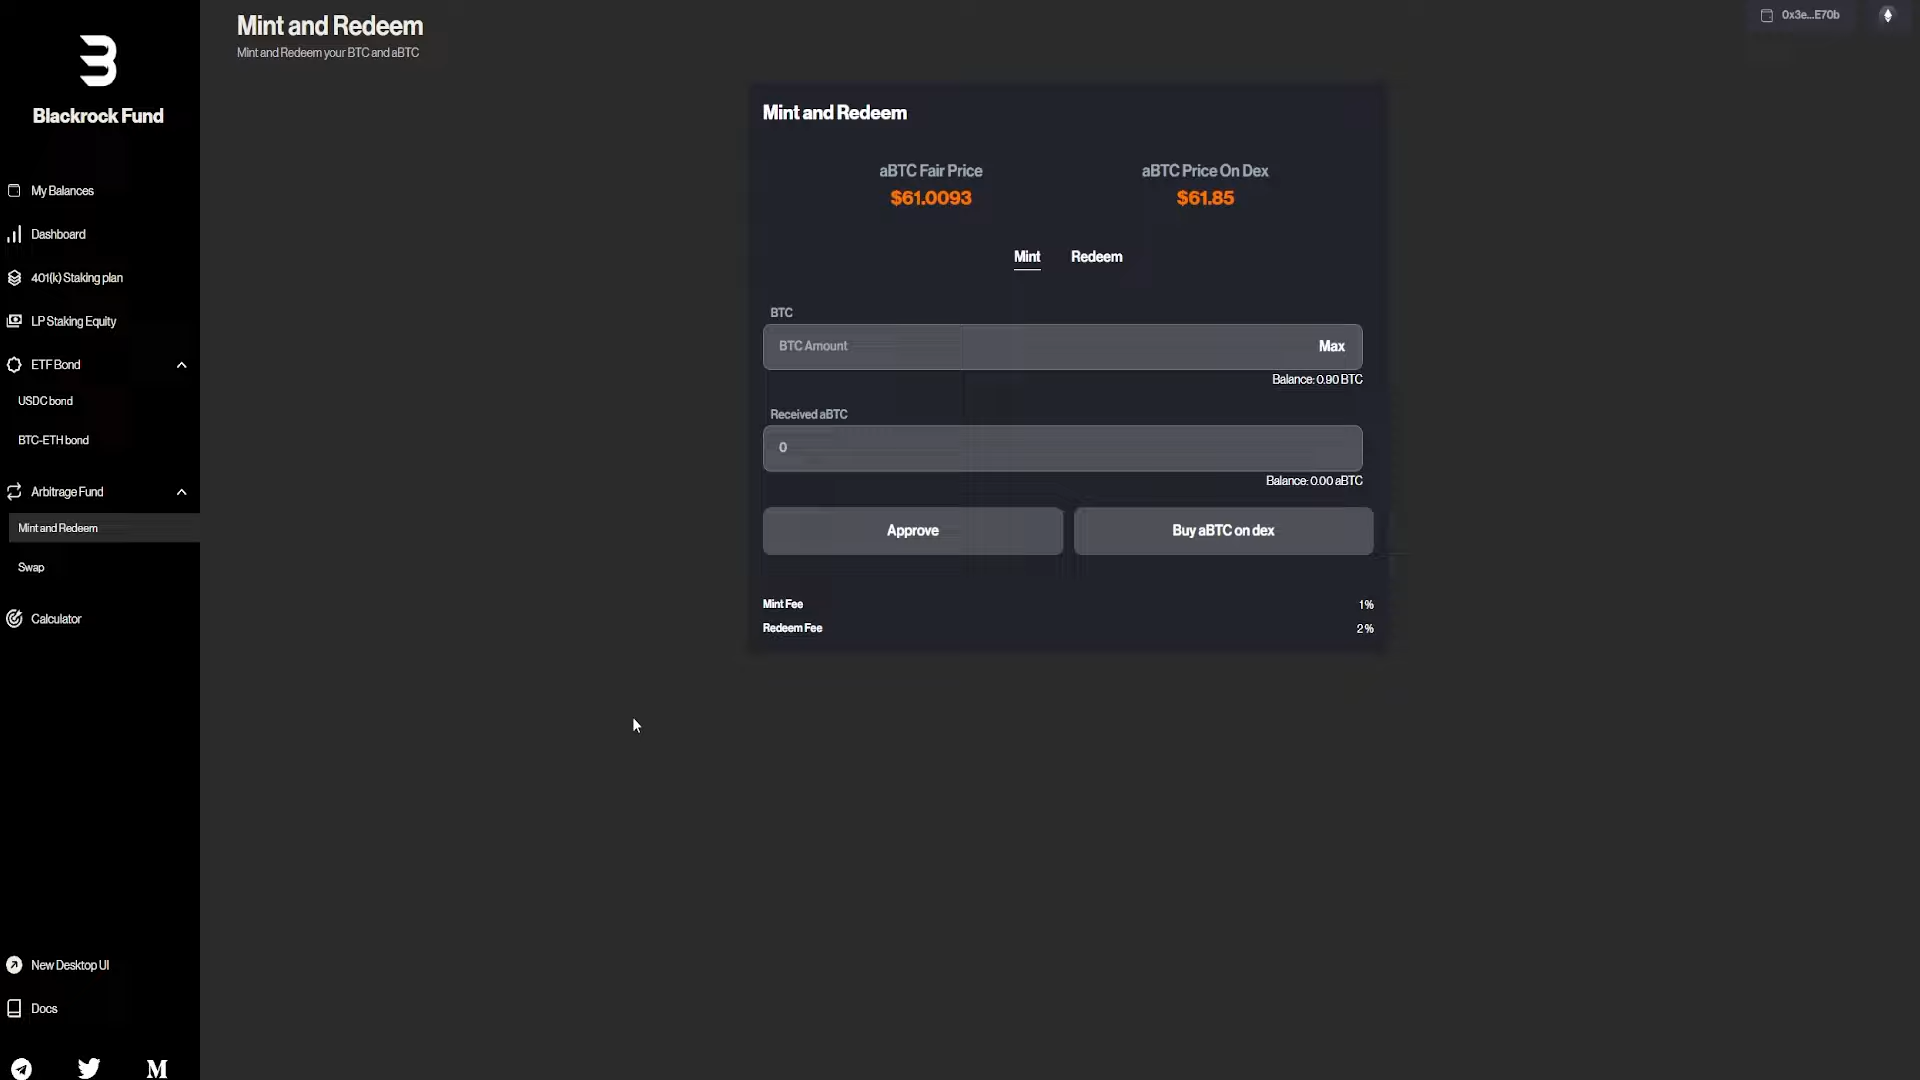 Blackrock Fund
My Balances
Dashboard
401(k) Staking plan
LP Staking Equity
ETF Bond
USDC bond
BTC-ETH bond
Arbitrage Fund
Mint and Redeem
Swap
Calculator
New Desktop UI
Docs
Mint and Redeem
Mint and Redeem your BTC and aBTC
0x3e...E70b
Mint and Redeem
aBTC Fair Price
aBTC Price On Dex
$61.0093
$61.85
Mint
Redeem
BTC
BTC Amount
Max
Balance: 0.90 BTC
Received aBTC
0
Balance: 0.00 aBTC
Approve
Buy aBTC on dex
Mint Fee
1%
Redeem Fee
2%